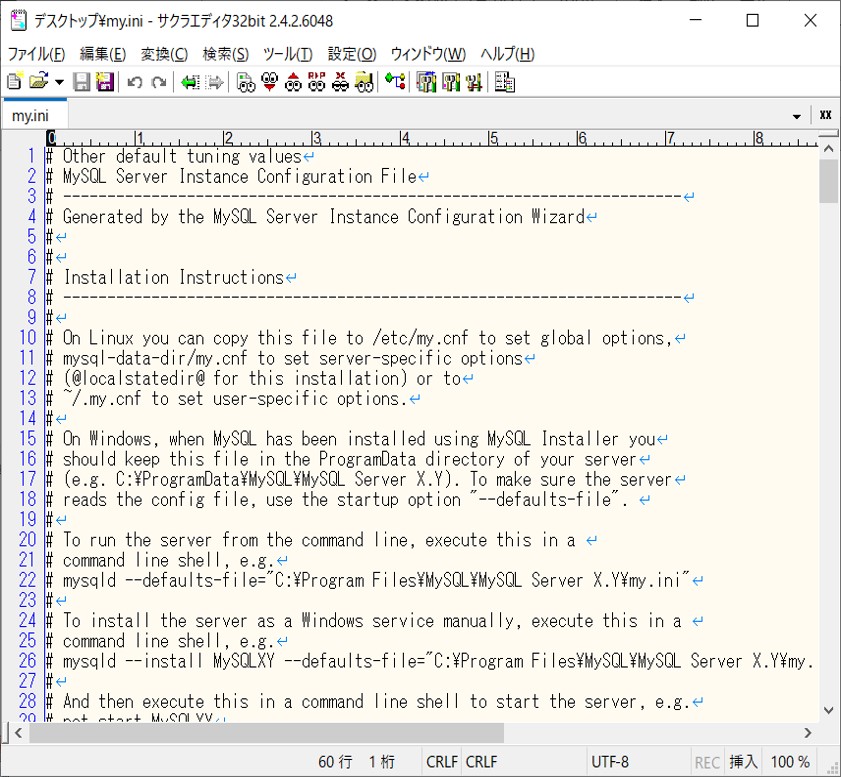 デスクトップ¥my.ini - サクラエディタ32bit 2.4.2.6048
ファイル(F) 編集(E) 変換(C) 検索(S) ツール(T) 設定(O) ウィンドウ(W) ヘルプ(H)
my.ini xx
0 1 2 3 4 5 6 7 8
1 # Other default tuning values
2 # MySQL Server Instance Configuration File
3 # ----------------------------------------------------------------------
4 # Generated by the MySQL Server Instance Configuration Wizard
5 #
6 #
7 # Installation Instructions
8 # ----------------------------------------------------------------------
9 #
10 # On Linux you can copy this file to /etc/my.cnf to set global options,
11 # mysql-data-dir/my.cnf to set server-specific options
12 # (@localstatedir@ for this installation) or to
13 # ~/.my.cnf to set user-specific options.
14 #
15 # On Windows, when MySQL has been installed using MySQL Installer you
16 # should keep this file in the ProgramData directory of your server
17 # (e.g. C:¥ProgramData¥MySQL¥MySQL Server X.Y). To make sure the server
18 # reads the config file, use the startup option "--defaults-file".
19 #
20 # To run the server from the command line, execute this in a
21 # command line shell, e.g.
22 # mysqld --defaults-file="C:¥Program Files¥MySQL¥MySQL Server X.Y¥my.ini"
23 #
24 # To install the server as a Windows service manually, execute this in a
25 # command line shell, e.g.
26 # mysqld --install MySQLXY --defaults-file="C:¥Program Files¥MySQL¥MySQL Server X.Y¥my.
27 #
28 # And then execute this in a command line shell to start the server, e.g.
29 # net start MySQLXY
60 行 1 桁 CRLF CRLF UTF-8 REC 挿入 100 %